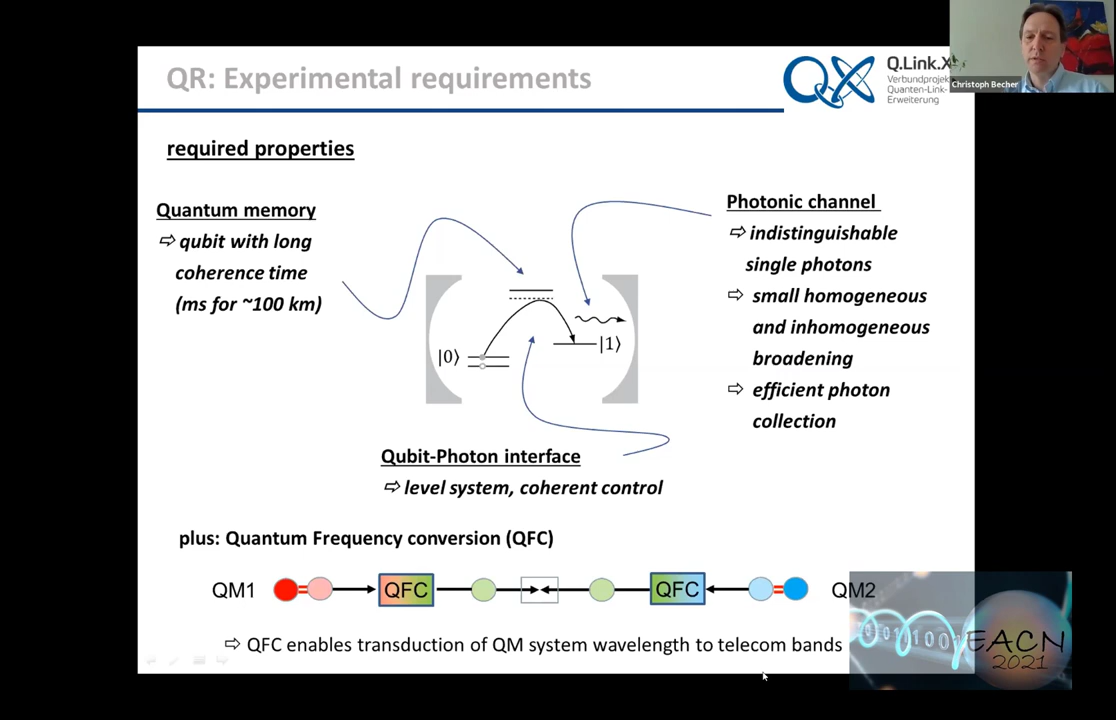 QR: Experimental requirements
Q.Link.X
Verbundprojekt
Quanten-Link-
Erweiterung
Christoph Becher
required properties
Quantum memory
⇨ qubit with long
coherence time
(ms for ~100 km)
Photonic channel
⇨ indistinguishable
single photons
⇨ small homogeneous
and inhomogeneous
broadening
⇨ efficient photon
collection
|0⟩
|1⟩
Qubit-Photon interface
⇨ level system, coherent control
plus: Quantum Frequency conversion (QFC)
QM1 QFC QFC QM2
⇨ QFC enables transduction of QM system wavelength to telecom bands
EACN
2021